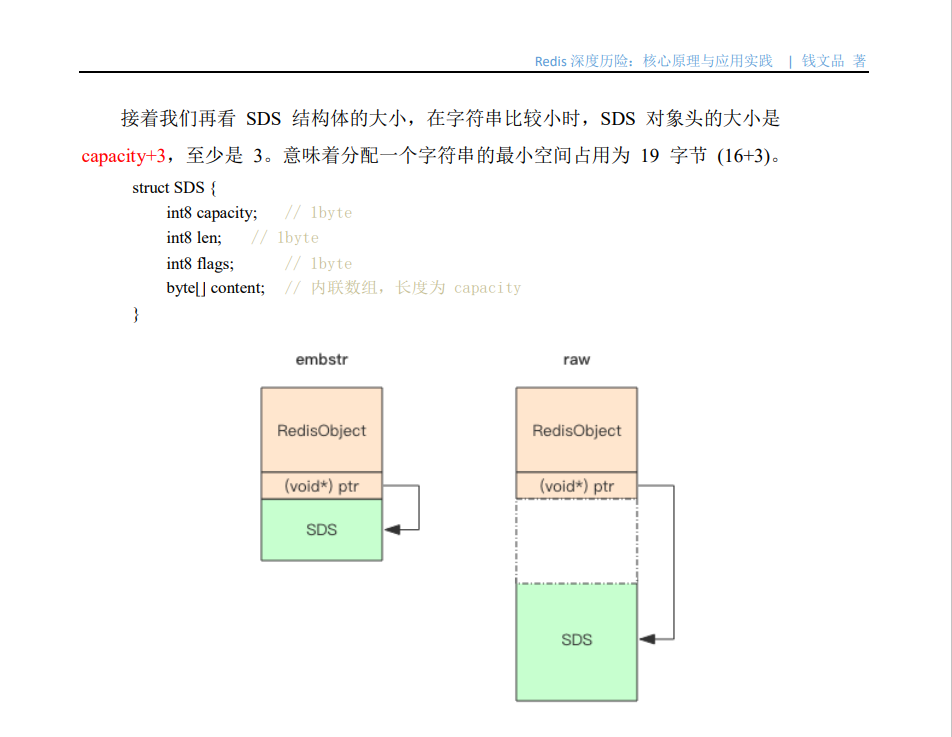 Redis 深度历险：核心原理与应用实践 | 钱文品 著
接着我们再看 SDS 结构体的大小，在字符串比较小时，SDS 对象头的大小是
capacity+3，至少是 3。意味着分配一个字符串的最小空间占用为 19 字节 (16+3)。
struct SDS {
int8 capacity; // 1byte
int8 len; // 1byte
int8 flags; // 1byte
byte[] content; // 内联数组，长度为 capacity
}
embstr raw
RedisObject RedisObject
(void*) ptr (void*) ptr
SDS
SDS